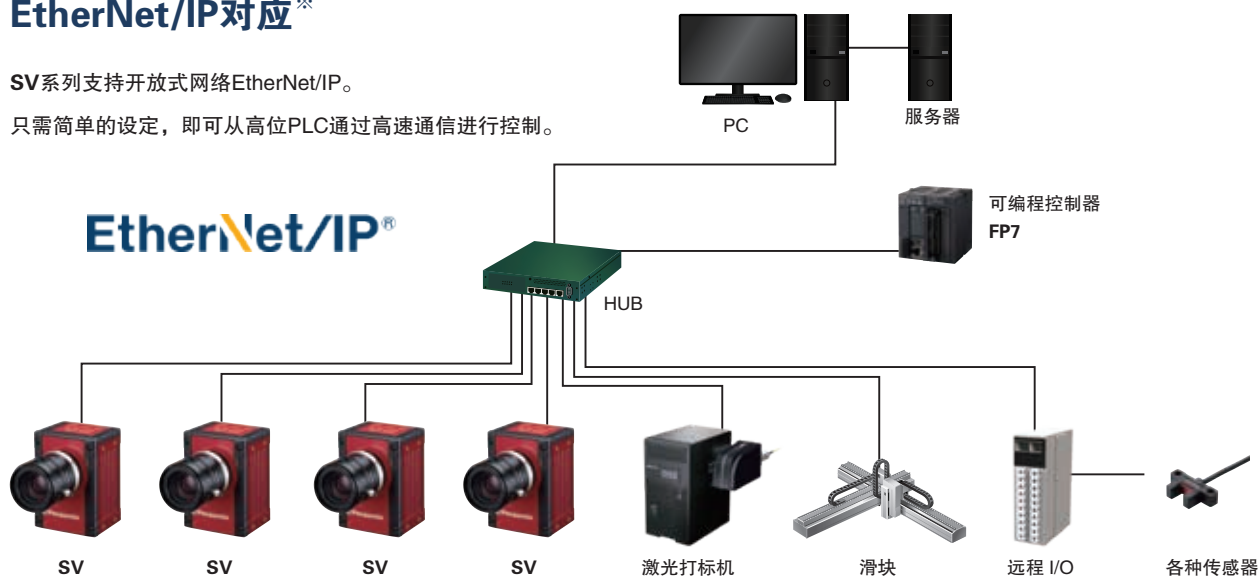 EtherNet/IP对应※
SV系列支持开放式网络EtherNet/IP。
只需简单的设定，即可从高位PLC通过高速通信进行控制。
PC
服务器
EtherNet/IP®
可编程控制器
FP7
HUB
SV
SV
SV
SV
激光打标机
滑块
远程 I/O
各种传感器